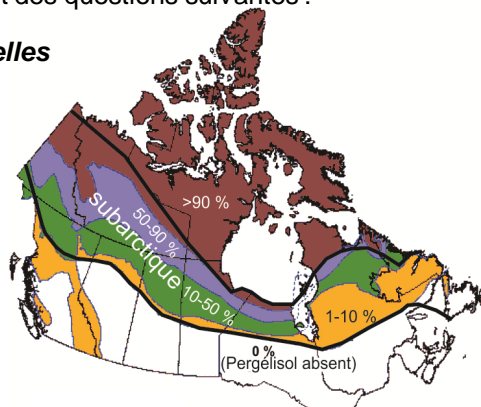 t des questions suivantes :
elles
>90 %
50-90 %
subarctique
10-50 %
1-10 %
0 %
(Pergélisol absent)